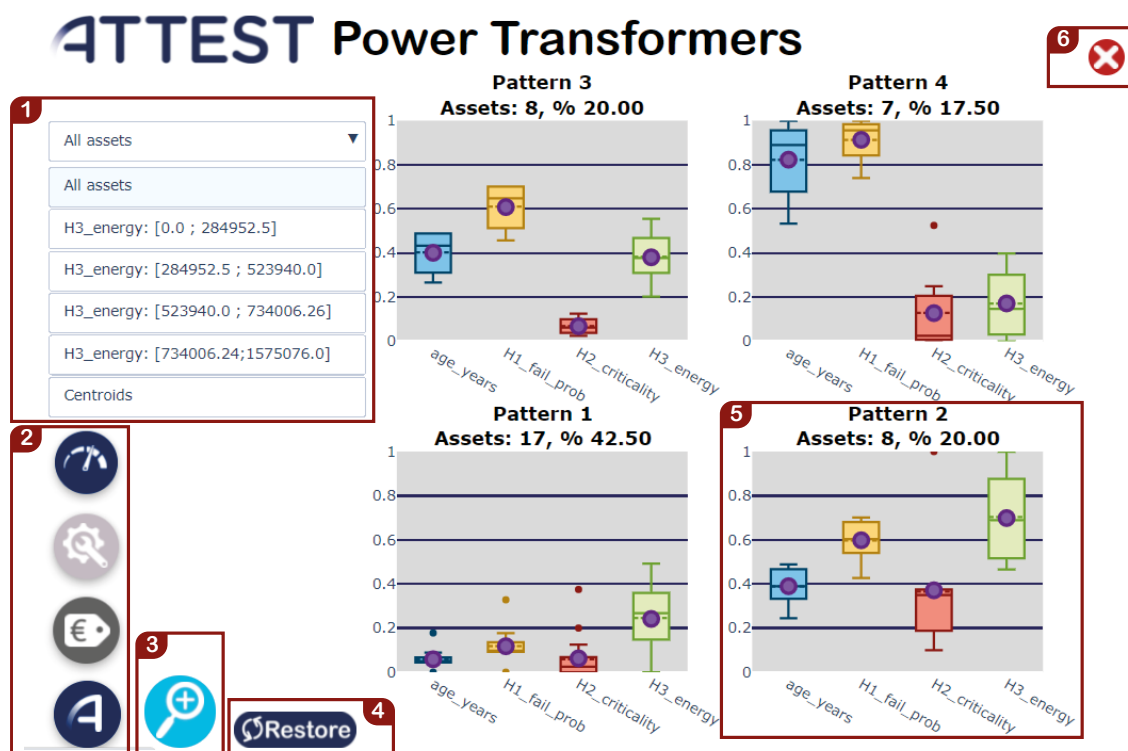 ATTEST Power Transformers
6
1
All assets ▼
All assets
H3_energy: [0.0 ; 284952.5]
H3_energy: [284952.5 ; 523940.0]
H3_energy: [523940.0 ; 734006.26]
H3_energy: [734006.24;1575076.0]
Centroids
Pattern 3
Assets: 8, % 20.00
1
0.8
0.6
0.4
0.2
0
age_years
H1_fail_prob
H2_criticality
H3_energy
Pattern 4
Assets: 7, % 17.50
1
0.8
0.6
0.4
0.2
0
age_years
H1_fail_prob
H2_criticality
H3_energy
2
€
3
4
Restore
Pattern 1
Assets: 17, % 42.50
1
0.8
0.6
0.4
0.2
0
age_years
H1_fail_prob
H2_criticality
H3_energy
5
Pattern 2
Assets: 8, % 20.00
1
0.8
0.6
0.4
0.2
0
age_years
H1_fail_prob
H2_criticality
H3_energy